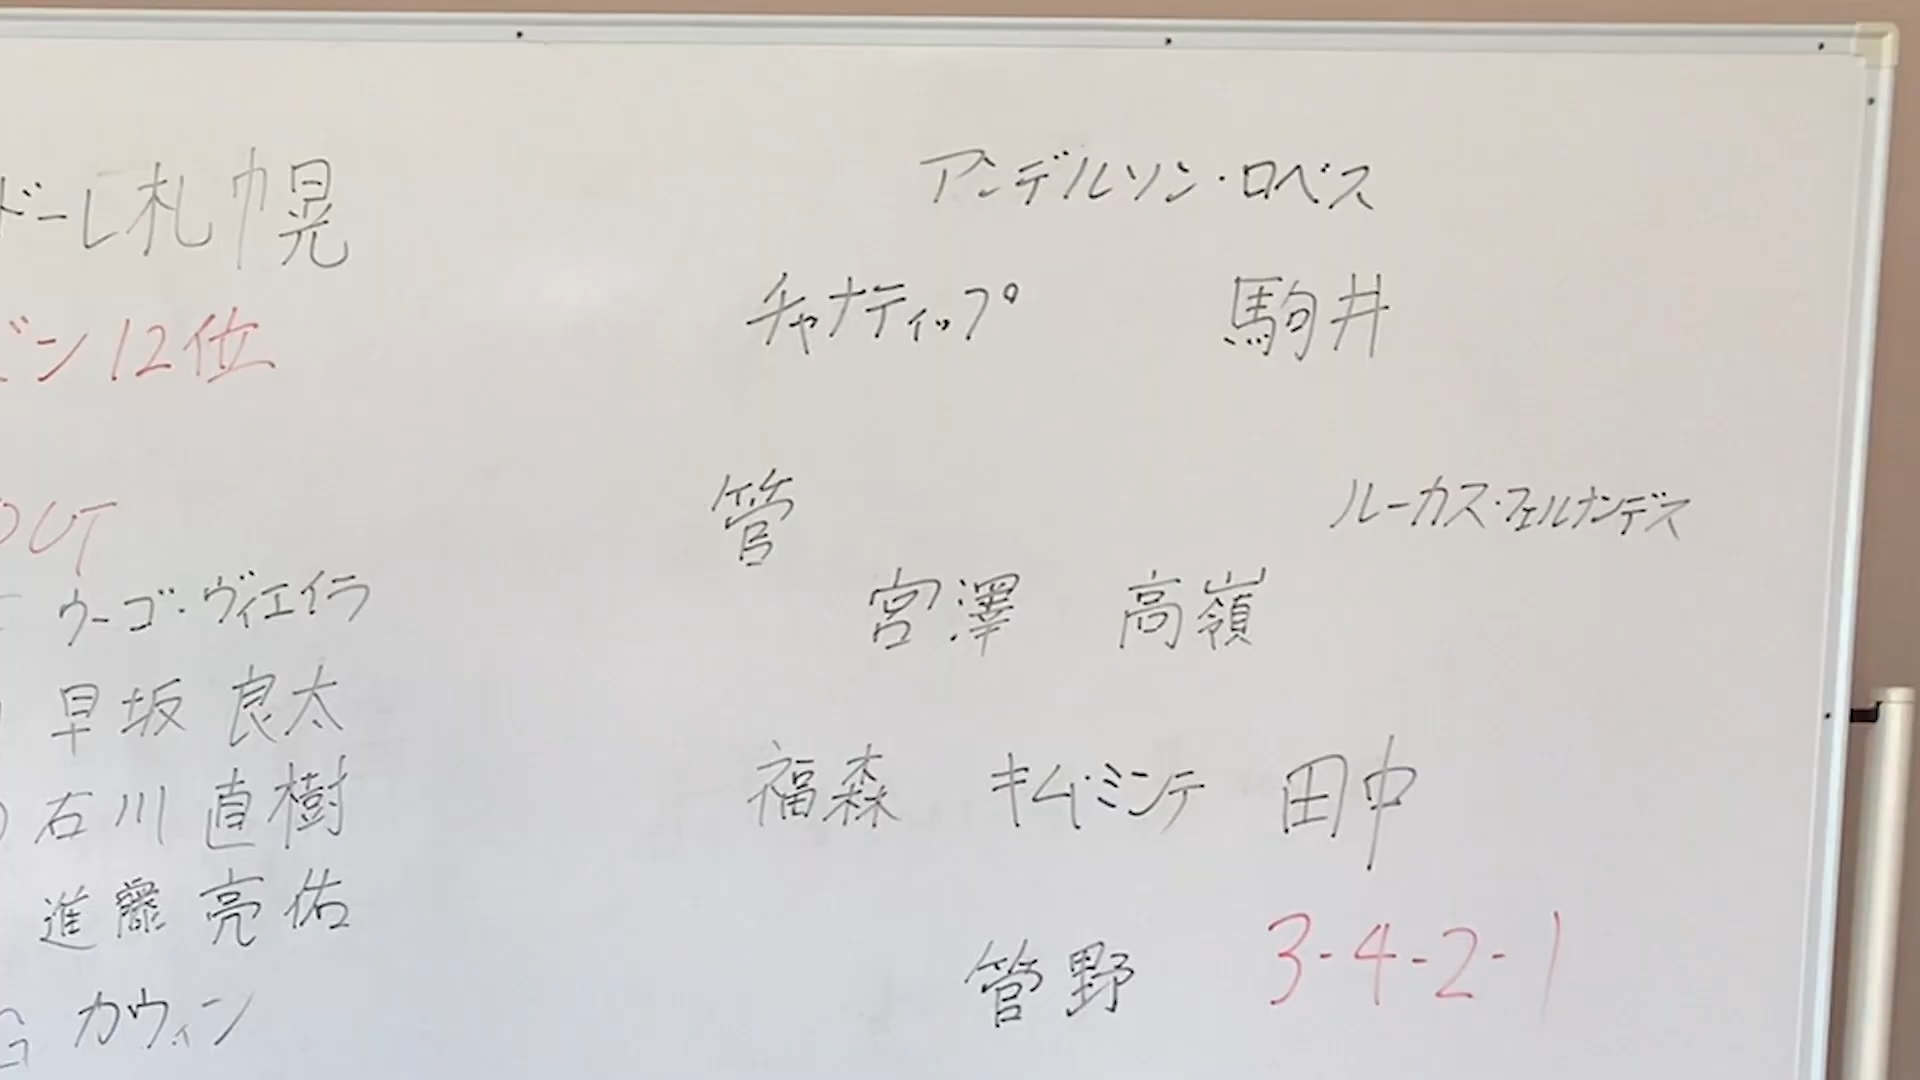 ドーレ札幌
ズン12位
OUT
ウーゴ・ヴィエイラ
早坂 良太
石川 直樹
進藤 亮佑
G カウィン
アンデルソン・ロペス
チャナティップ 駒井
管 ルーカス・フェルナンデス
宮澤 高嶺
福森 キム・ミンテ 田中
管野 3-4-2-1